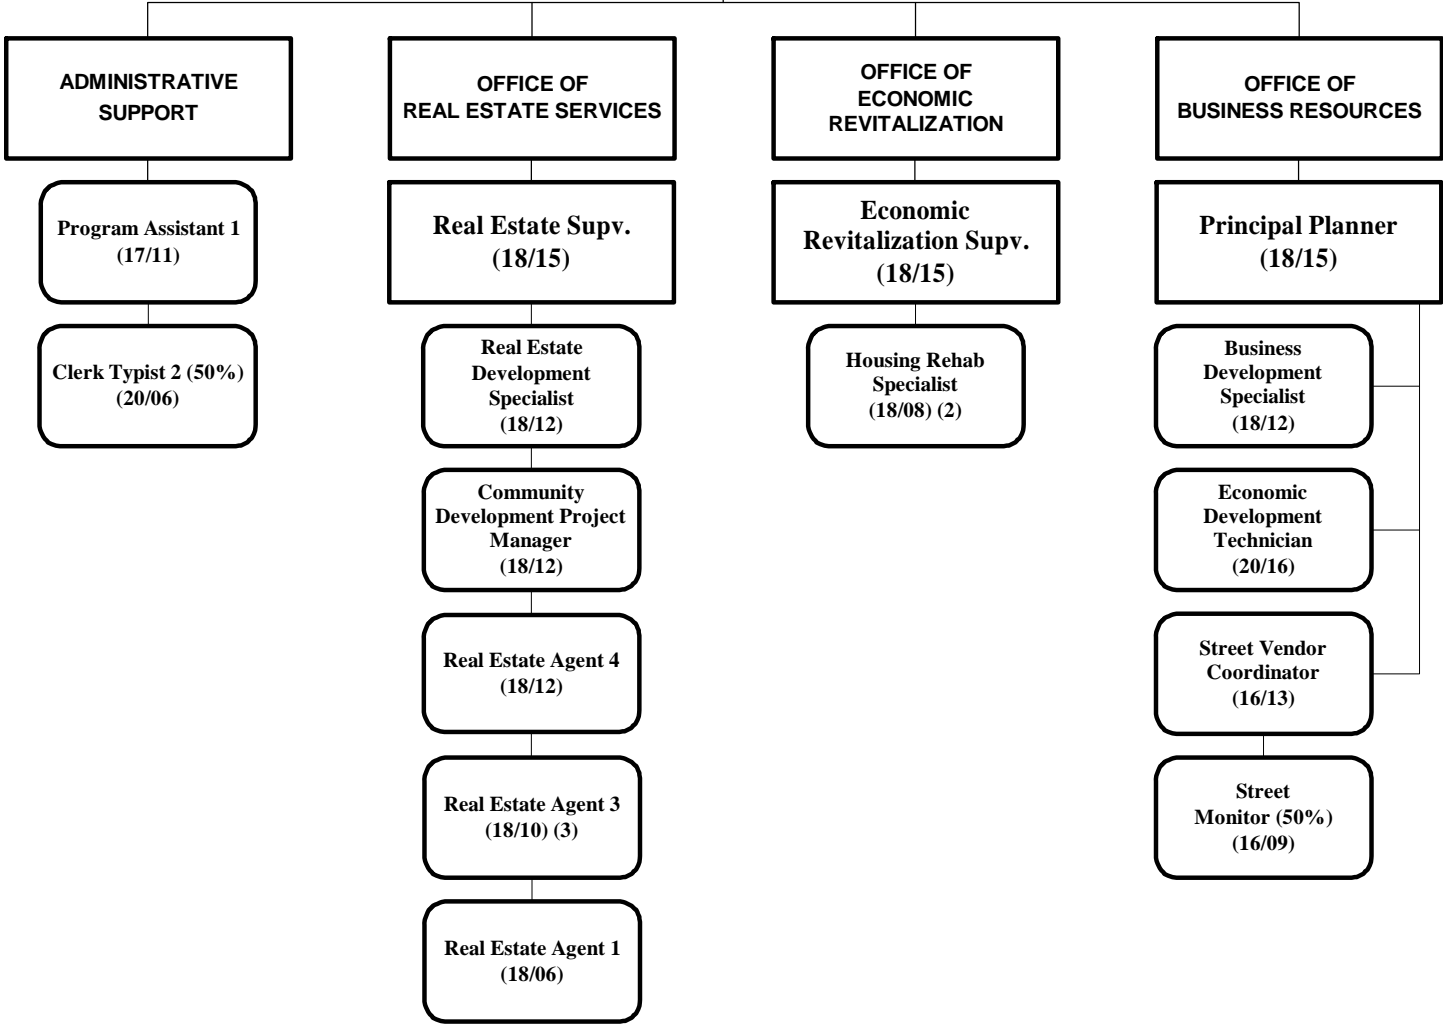 ADMINISTRATIVE
SUPPORT
Program Assistant 1
(17/11)
Clerk Typist 2 (50%)
(20/06)
OFFICE OF
REAL ESTATE SERVICES
Real Estate Supv.
(18/15)
Real Estate
Development
Specialist
(18/12)
Community
Development Project
Manager
(18/12)
Real Estate Agent 4
(18/12)
Real Estate Agent 3
(18/10) (3)
Real Estate Agent 1
(18/06)
OFFICE OF
ECONOMIC
REVITALIZATION
Economic
Revitalization Supv.
(18/15)
Housing Rehab
Specialist
(18/08) (2)
OFFICE OF
BUSINESS RESOURCES
Principal Planner
(18/15)
Business
Development
Specialist
(18/12)
Economic
Development
Technician
(20/16)
Street Vendor
Coordinator
(16/13)
Street
Monitor (50%)
(16/09)